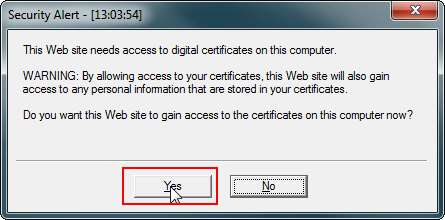 Security Alert - [13:03:54]
This Web site needs access to digital certificates on this computer.
WARNING: By allowing access to your certificates, this Web site will also gain
access to any personal information that are stored in your certificates.
Do you want this Web site to gain access to the certificates on this computer now?
Yes
No